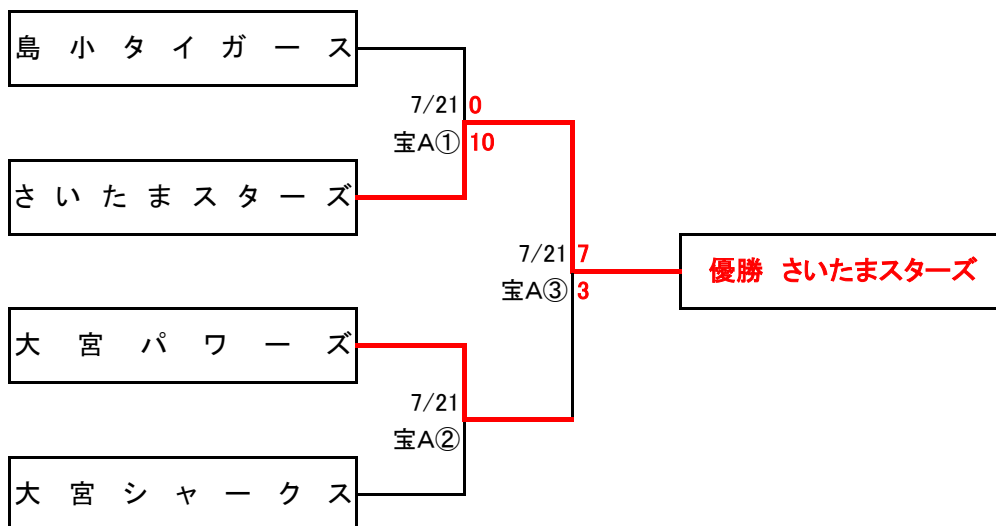 島小タイガース
7/21 0
宝A① 10
さいたまスターズ
7/21 7
宝A③ 3
優勝 さいたまスターズ
大宮パワーズ
7/21
宝A②
大宮シャークス